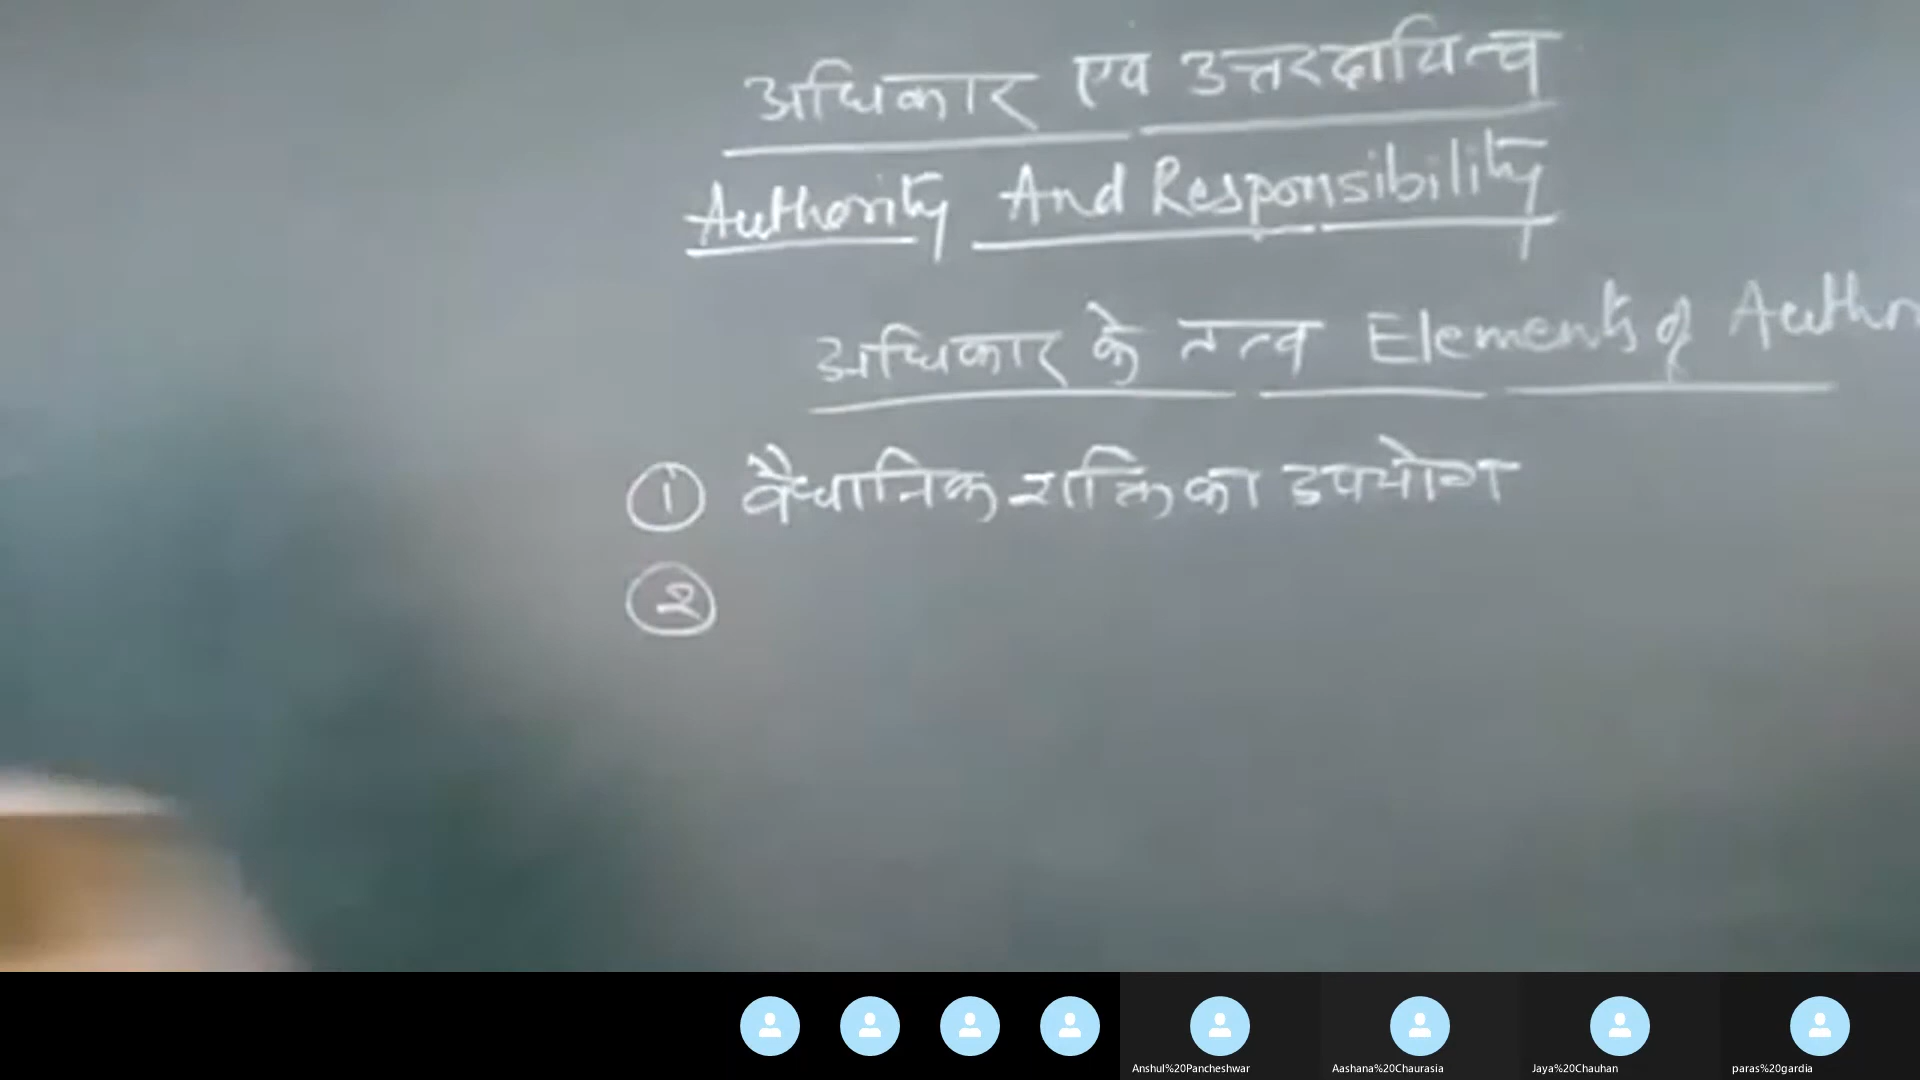 अधिकार एवं उत्तरदायित्व
Authority And Responsibility
अधिकार के तत्व Elements of Autho
① वैधानिक शक्ति का उपयोग
②
Anshul%20Pancheshwar Aashana%20Chaurasia Jaya%20Chauhan paras%20gardia